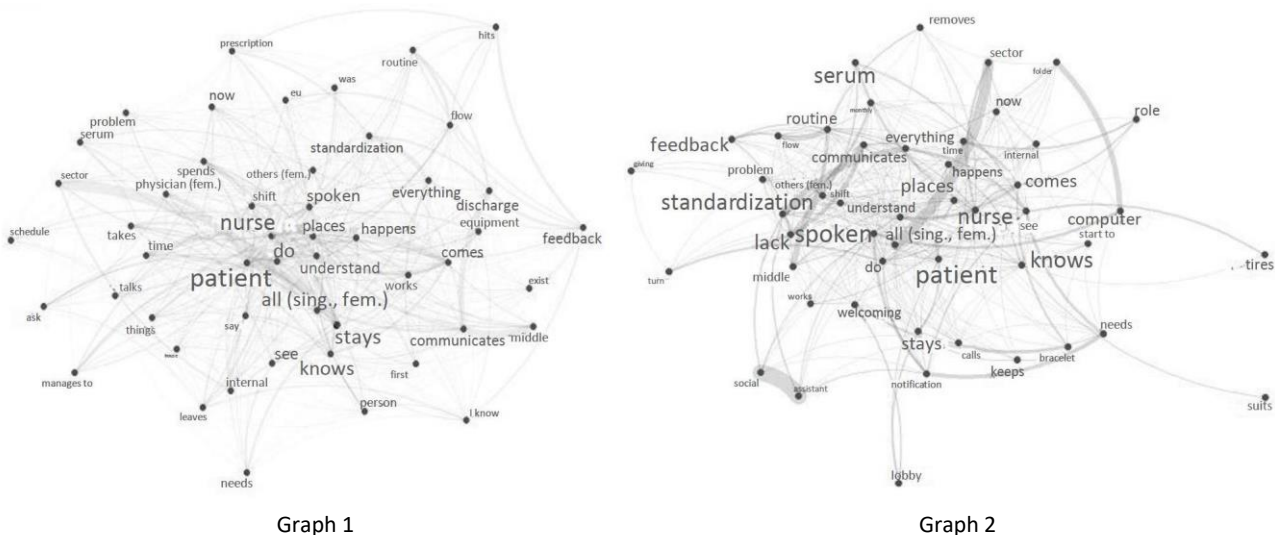 hits
prescription
routine
was
now
eu
flow
problem
serum
standardization
spends
others (fem.)
sector
physician (fem.)
shift
spoken
everything
discharge
nurse
places
happens
equipment
feedback
schedule
takes
time
do
understand
comes
patient
works
talks
all (sing., fem.)
exist
ask
things
say
stays
communicates
middle
see
knows
first
manages to
internal
leaves
person
I know
needs
Graph 1
removes
sector
serum
folder
monthly
now
role
routine
feedback
flow
everything
communicates
time
internal
giving
problem
happens
others (fem.)
shift
places
comes
standardization
understand
nurse
see
computer
lack
spoken
all (sing., fem.)
start to
do
turn
middle
patient
knows
tires
works
welcoming
stays
needs
calls
bracelet
social
assistant
notification
keeps
suits
lobby
Graph 2